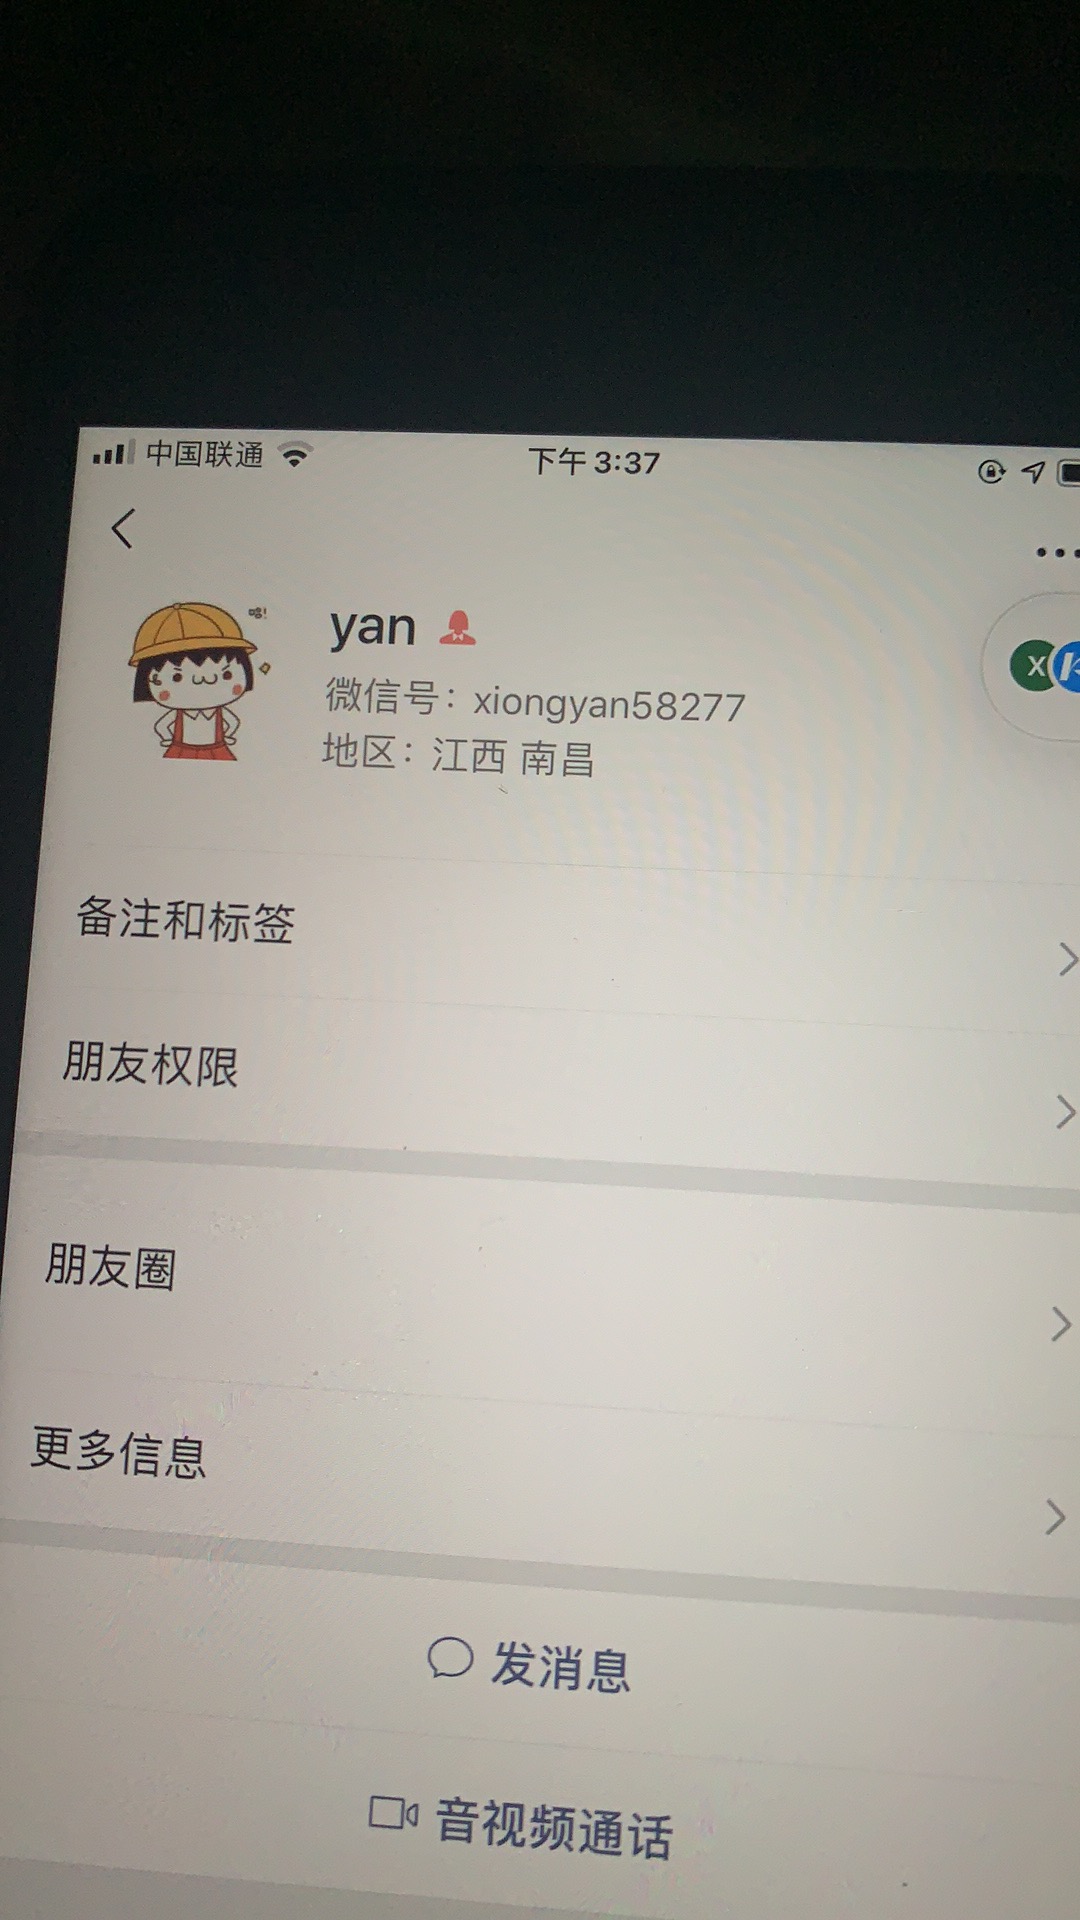 中国联通
下午3:37
咯!
yan
微信号：xiongyan58277
X
地区：江西 南昌
备注和标签
朋友权限
朋友圈
更多信息
发消息
音视频通话